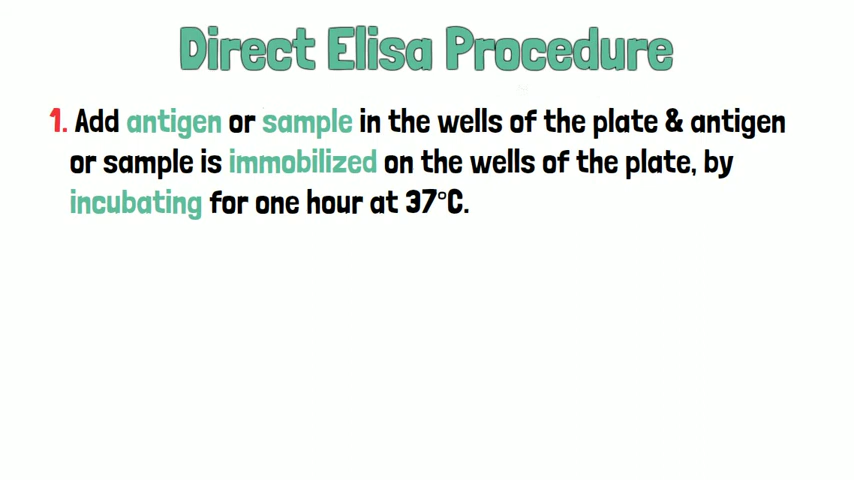 Direct Elisa Procedure
1. Add antigen or sample in the wells of the plate & antigen
or sample is immobilized on the wells of the plate, by
incubating for one hour at 37°C.